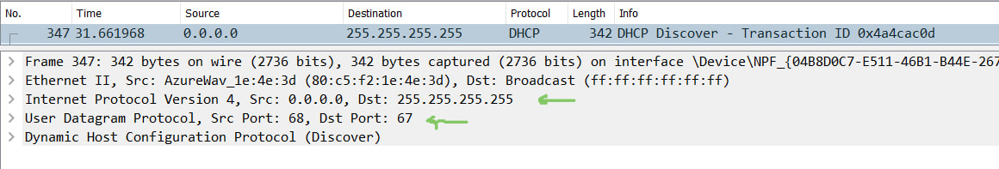 No. Time Source Destination Protocol Length Info
347 31.661968 0.0.0.0 255.255.255.255 DHCP 342 DHCP Discover - Transaction ID 0x4a4cac0d
Frame 347: 342 bytes on wire (2736 bits), 342 bytes captured (2736 bits) on interface \Device\NPF_{04B8D0C7-E511-46B1-B44E-267
Ethernet II, Src: AzureWav_1e:4e:3d (80:c5:f2:1e:4e:3d), Dst: Broadcast (ff:ff:ff:ff:ff:ff)
Internet Protocol Version 4, Src: 0.0.0.0, Dst: 255.255.255.255
User Datagram Protocol, Src Port: 68, Dst Port: 67
Dynamic Host Configuration Protocol (Discover)